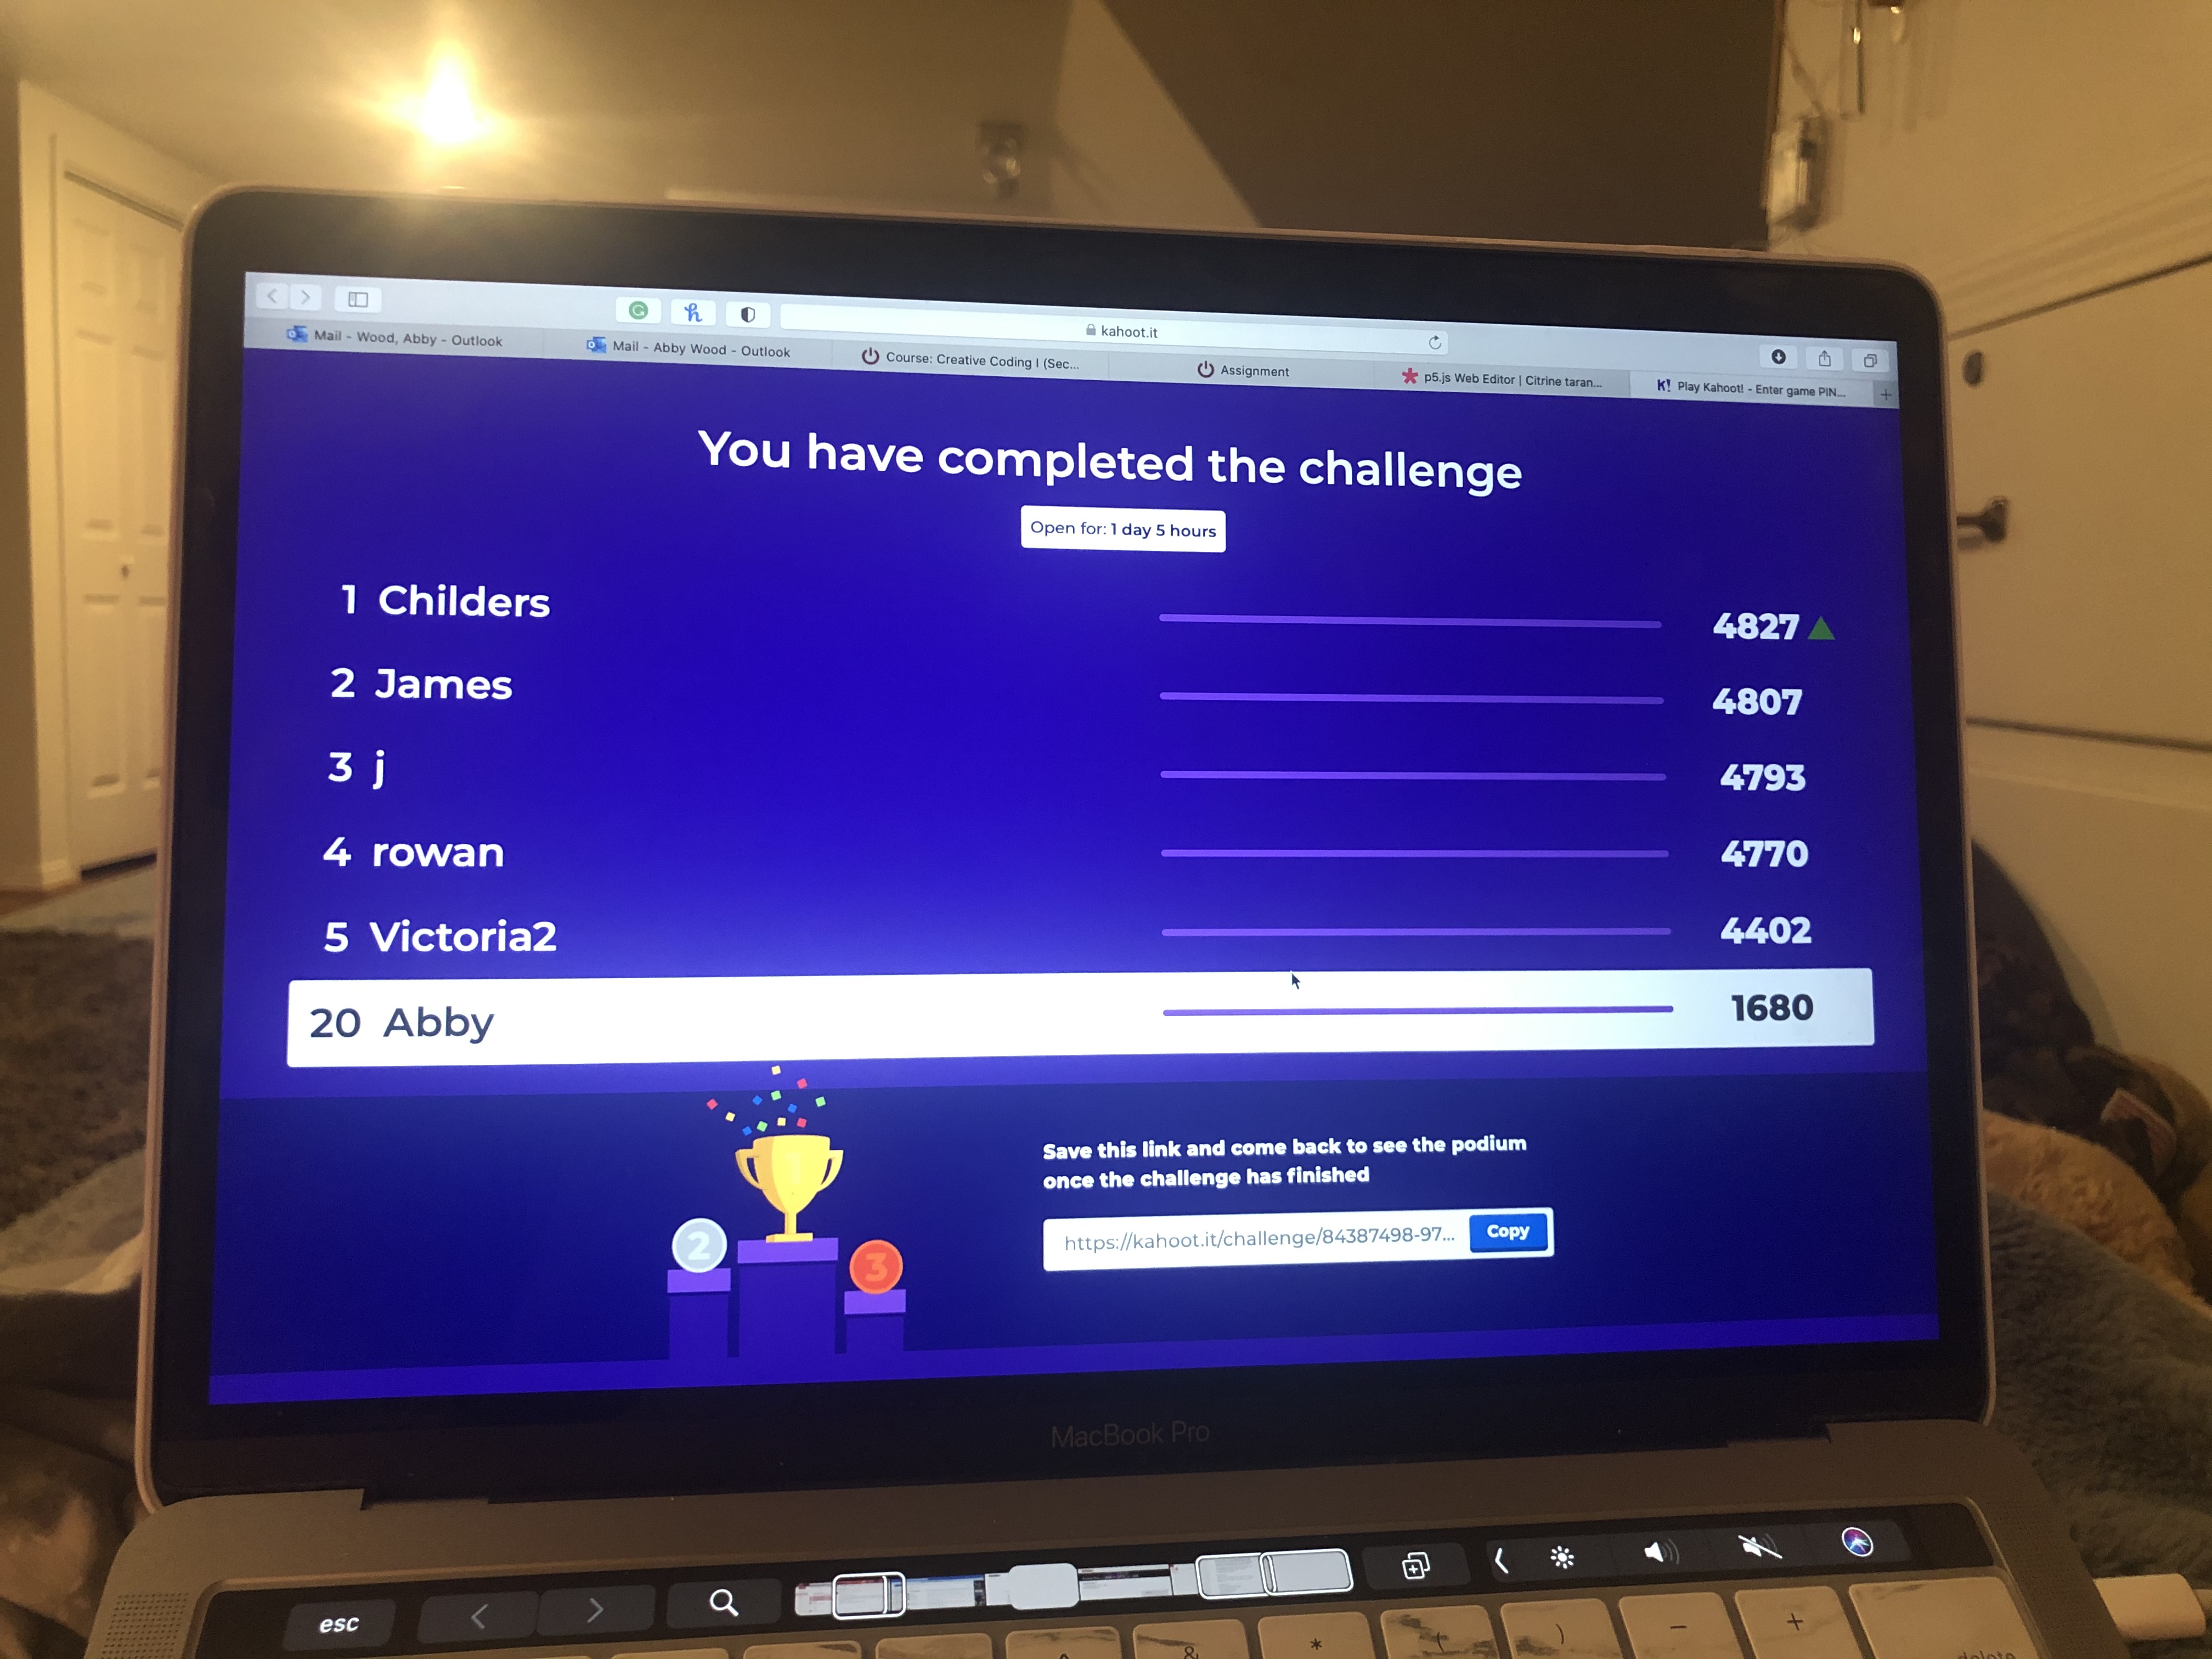 kahoot.it
Mail - Wood, Abby - Outlook
Mail - Abby Wood - Outlook
Course: Creative Coding I (Sec...
Assignment
p5.js Web Editor | Citrine taran...
K! Play Kahoot! - Enter game PIN...
You have completed the challenge
Open for: 1 day 5 hours
1 Childers 4827
2 James 4807
3 j 4793
4 rowan 4770
5 Victoria2 4402
20 Abby 1680
1
2
3
Save this link and come back to see the podium
once the challenge has finished
https://kahoot.it/challenge/84387498-97... Copy
MacBook Pro
esc
^ & * ( ) - +
delete